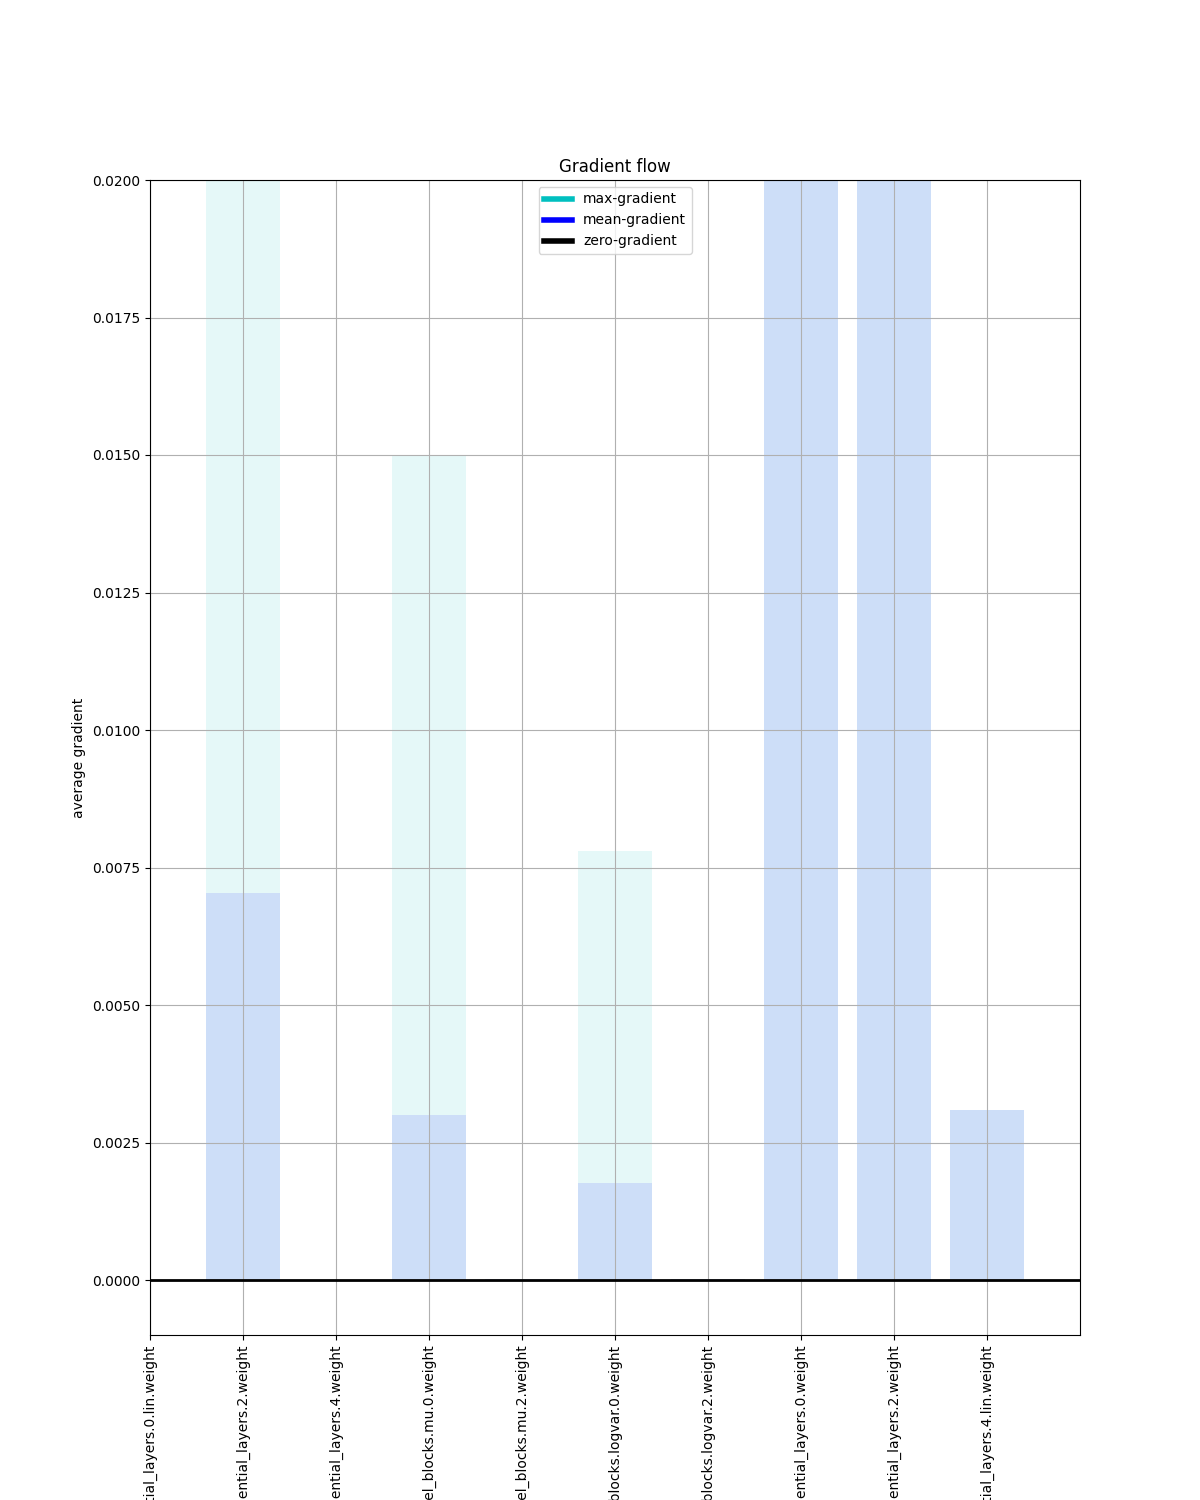 Gradient flow
max-gradient
mean-gradient
zero-gradient
0.0200
0.0175
0.0150
0.0125
0.0100
0.0075
0.0050
0.0025
0.0000
average gradient
tial_layers.0.lin.weight
ential_layers.2.weight
ential_layers.4.weight
el_blocks.mu.0.weight
el_blocks.mu.2.weight
blocks.logvar.0.weight
blocks.logvar.2.weight
ential_layers.0.weight
ential_layers.2.weight
tial_layers.4.lin.weight